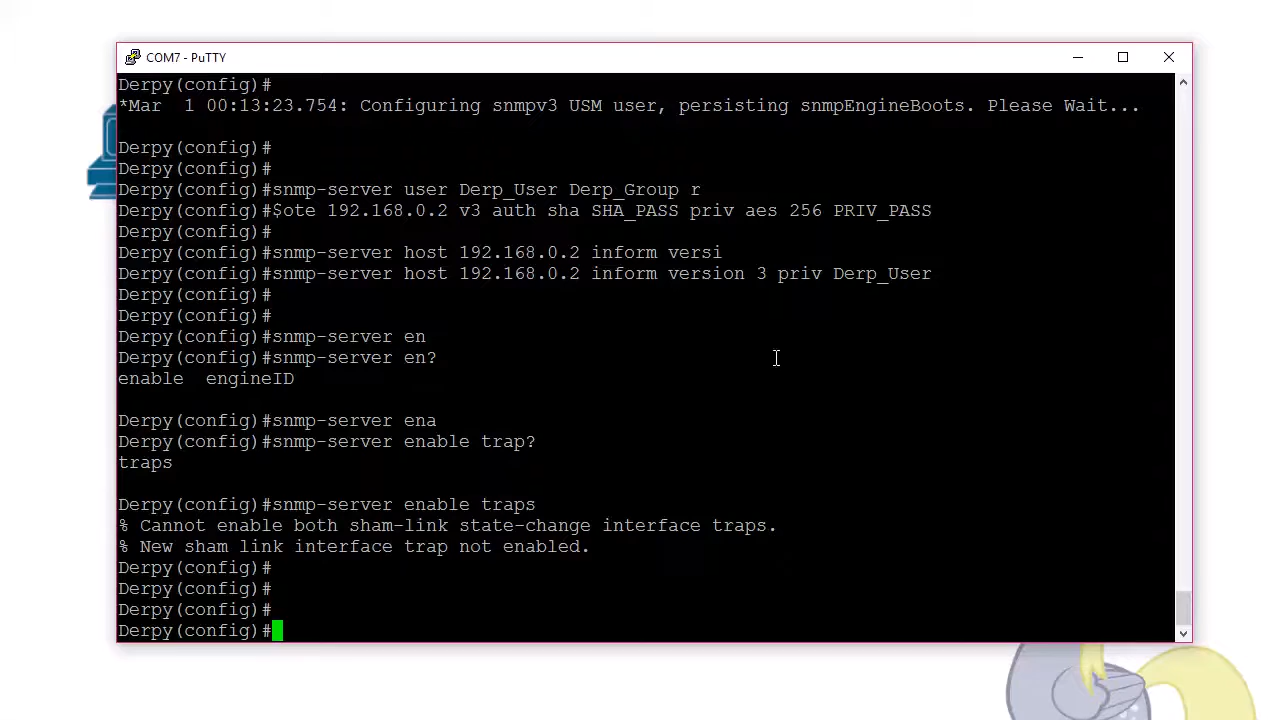 COM7 - PuTTY
Derpy(config)#
*Mar  1 00:13:23.754: Configuring snmpv3 USM user, persisting snmpEngineBoots. Please Wait...
Derpy(config)#
Derpy(config)#
Derpy(config)#snmp-server user Derp_User Derp_Group r
Derpy(config)#$ote 192.168.0.2 v3 auth sha SHA_PASS priv aes 256 PRIV_PASS
Derpy(config)#
Derpy(config)#snmp-server host 192.168.0.2 inform versi
Derpy(config)#snmp-server host 192.168.0.2 inform version 3 priv Derp_User
Derpy(config)#
Derpy(config)#
Derpy(config)#snmp-server en
Derpy(config)#snmp-server en?
enable  engineID
Derpy(config)#snmp-server ena
Derpy(config)#snmp-server enable trap?
traps
Derpy(config)#snmp-server enable traps
% Cannot enable both sham-link state-change interface traps.
% New sham link interface trap not enabled.
Derpy(config)#
Derpy(config)#
Derpy(config)#
Derpy(config)#